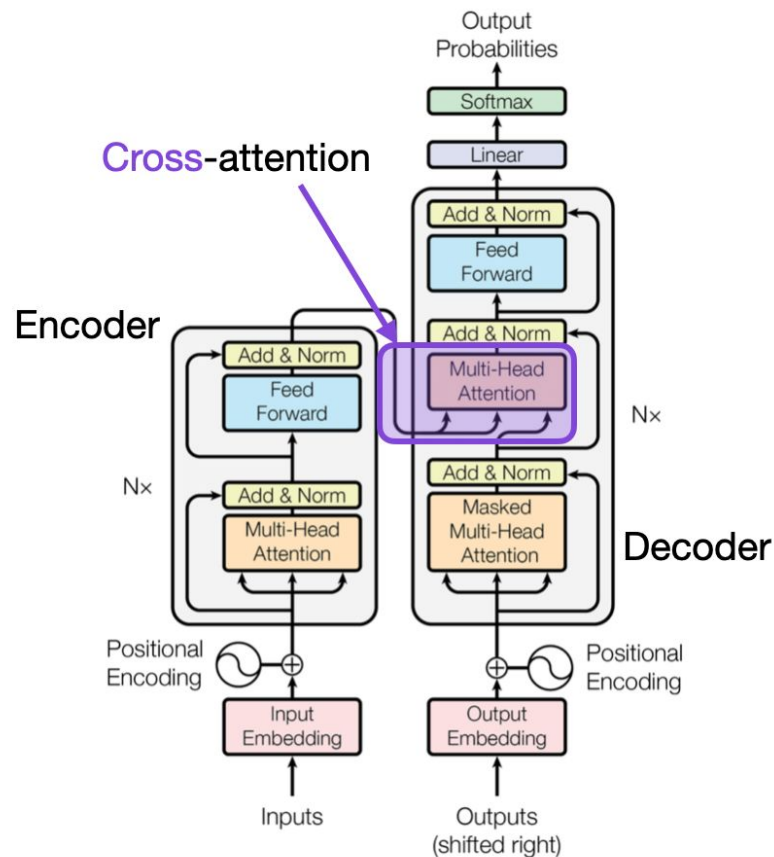 Output
Probabilities
Softmax
Cross-attention
Linear
Add & Norm
Feed
Forward
Add & Norm
Encoder
Multi-Head
Attention
Add & Norm
Feed
Forward
Nx
Nx
Add & Norm
Add & Norm
Multi-Head
Attention
Masked
Multi-Head
Attention
Decoder
Positional
Encoding
Positional
Encoding
Input
Embedding
Output
Embedding
Inputs
Outputs
(shifted right)